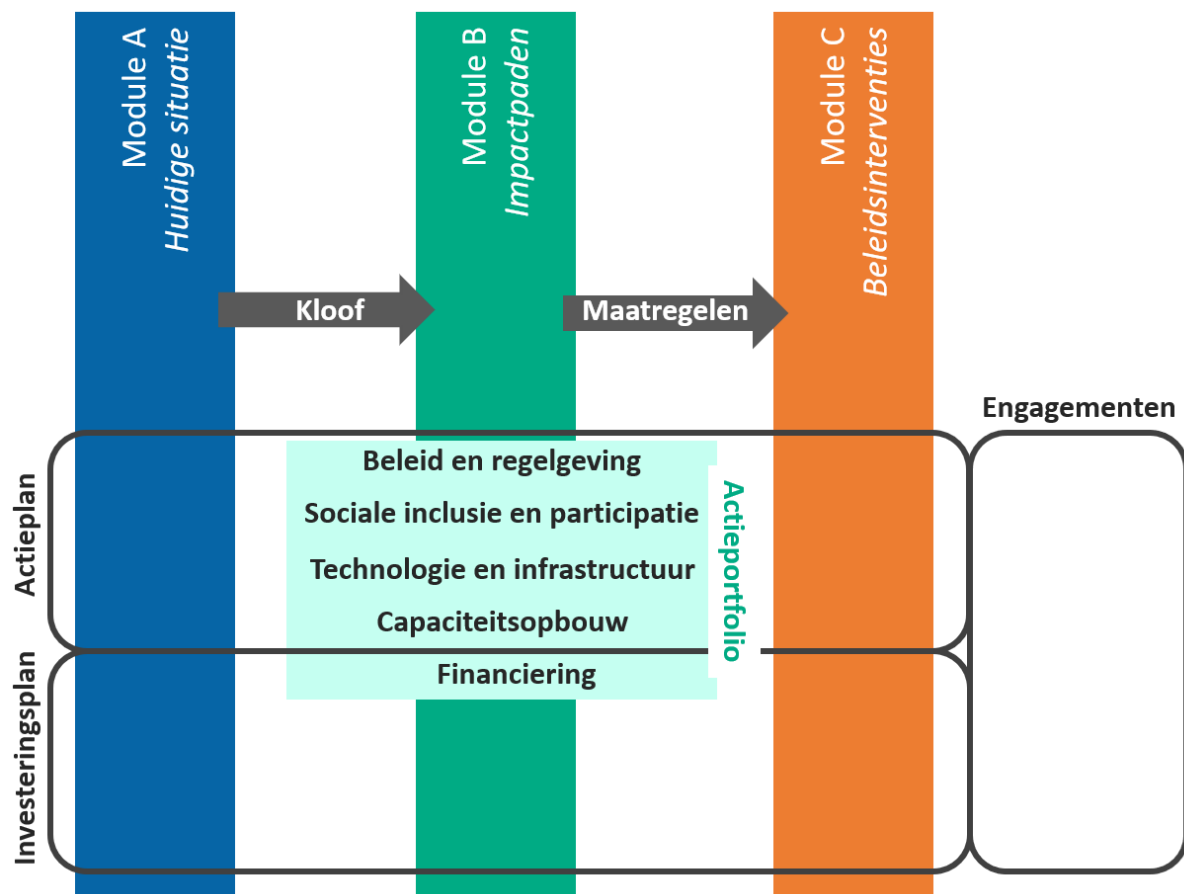 Module A
Huidige situatie
Module B
Impactpaden
Module C
Beleidsinterventies
Kloof
Maatregelen
Engagementen
Actieplan
Beleid en regelgeving
Sociale inclusie en participatie
Technologie en infrastructuur
Capaciteitsopbouw
Actieportfolio
Investeringsplan
Financiering